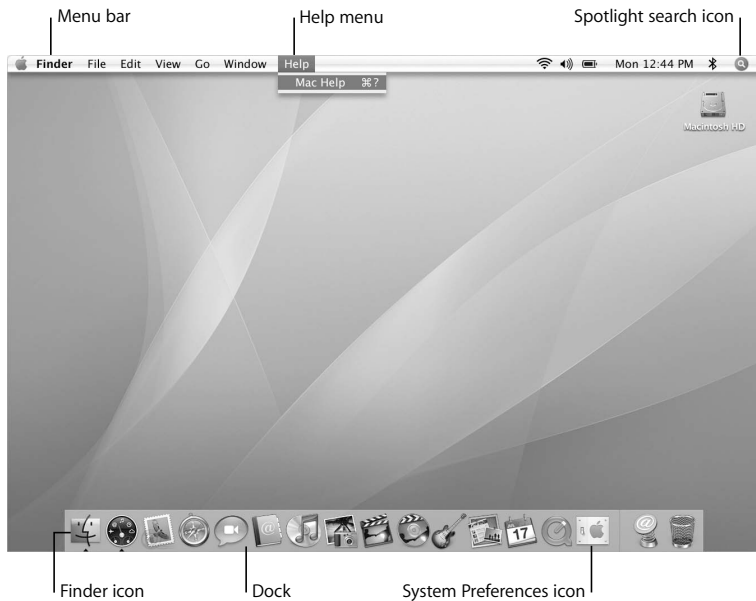 Menu bar
Help menu
Spotlight search icon
Finder File Edit View Go Window Help Mon 12:44 PM
Mac Help ⌘?
Macintosh HD
17
Finder icon
Dock
System Preferences icon